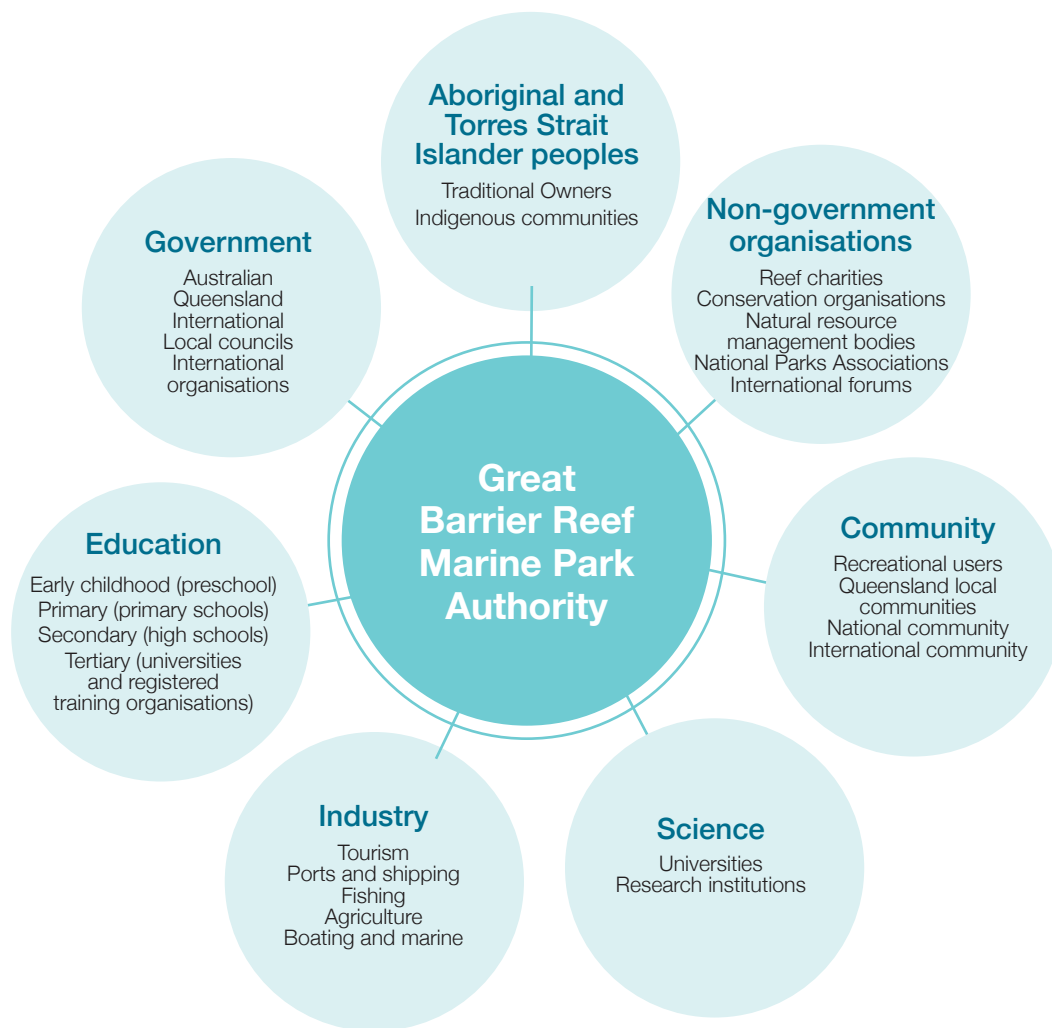 Aboriginal and
Torres Strait
Islander peoples
Traditional Owners
Indigenous communities
Non-government
organisations
Reef charities
Conservation organisations
Natural resource
management bodies
National Parks Associations
International forums
Community
Recreational users
Queensland local
communities
National community
International community
Science
Universities
Research institutions
Industry
Tourism
Ports and shipping
Fishing
Agriculture
Boating and marine
Education
Early childhood (preschool)
Primary (primary schools)
Secondary (high schools)
Tertiary (universities
and registered
training organisations)
Government
Australian
Queensland
International
Local councils
International
organisations
Great
Barrier Reef
Marine Park
Authority